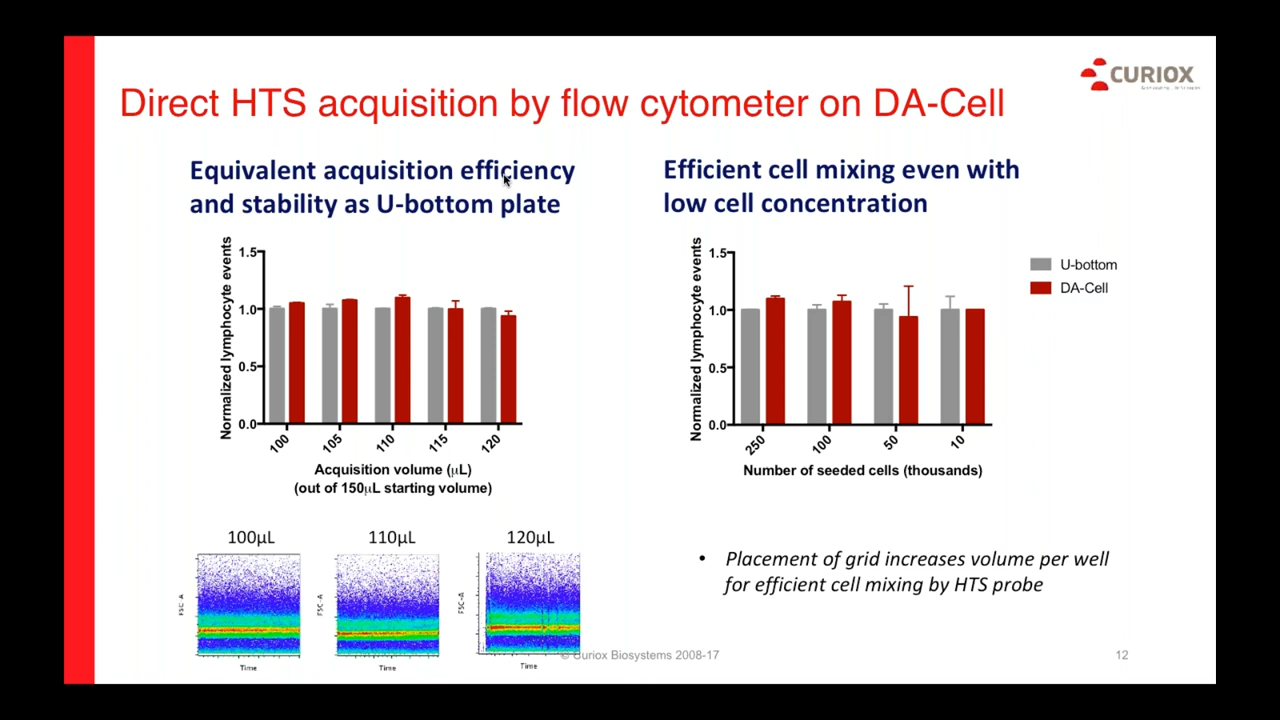 CURIOX
Direct HTS acquisition by flow cytometer on DA-Cell
Equivalent acquisition efficiency
and stability as U-bottom plate
Normalized lymphocyte events
1.5
1.0
0.5
0.0
100
105
110
115
120
Acquisition volume (μL)
(out of 150μL starting volume)
100μL
110μL
120μL
FSC-A
FSC-A
FSC-A
Time
Time
Time
Efficient cell mixing even with
low cell concentration
Normalized lymphocyte events
1.5
1.0
0.5
0.0
250
100
50
10
Number of seeded cells (thousands)
U-bottom
DA-Cell
• Placement of grid increases volume per well
for efficient cell mixing by HTS probe
© Curiox Biosystems 2008-17
12